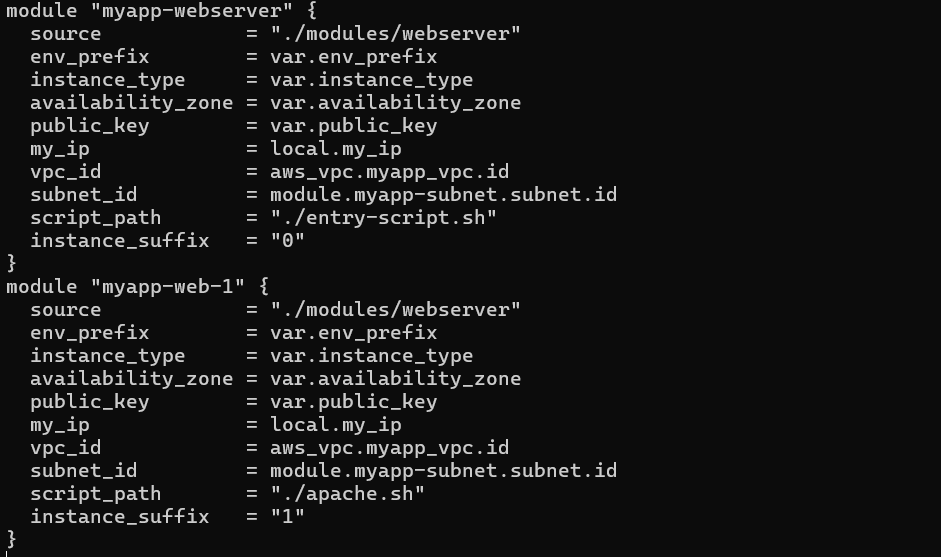 module "myapp-webserver" {
  source            = "./modules/webserver"
  env_prefix        = var.env_prefix
  instance_type     = var.instance_type
  availability_zone = var.availability_zone
  public_key        = var.public_key
  my_ip             = local.my_ip
  vpc_id            = aws_vpc.myapp_vpc.id
  subnet_id         = module.myapp-subnet.subnet.id
  script_path       = "./entry-script.sh"
  instance_suffix   = "0"
}
module "myapp-web-1" {
  source            = "./modules/webserver"
  env_prefix        = var.env_prefix
  instance_type     = var.instance_type
  availability_zone = var.availability_zone
  public_key        = var.public_key
  my_ip             = local.my_ip
  vpc_id            = aws_vpc.myapp_vpc.id
  subnet_id         = module.myapp-subnet.subnet.id
  script_path       = "./apache.sh"
  instance_suffix   = "1"
}